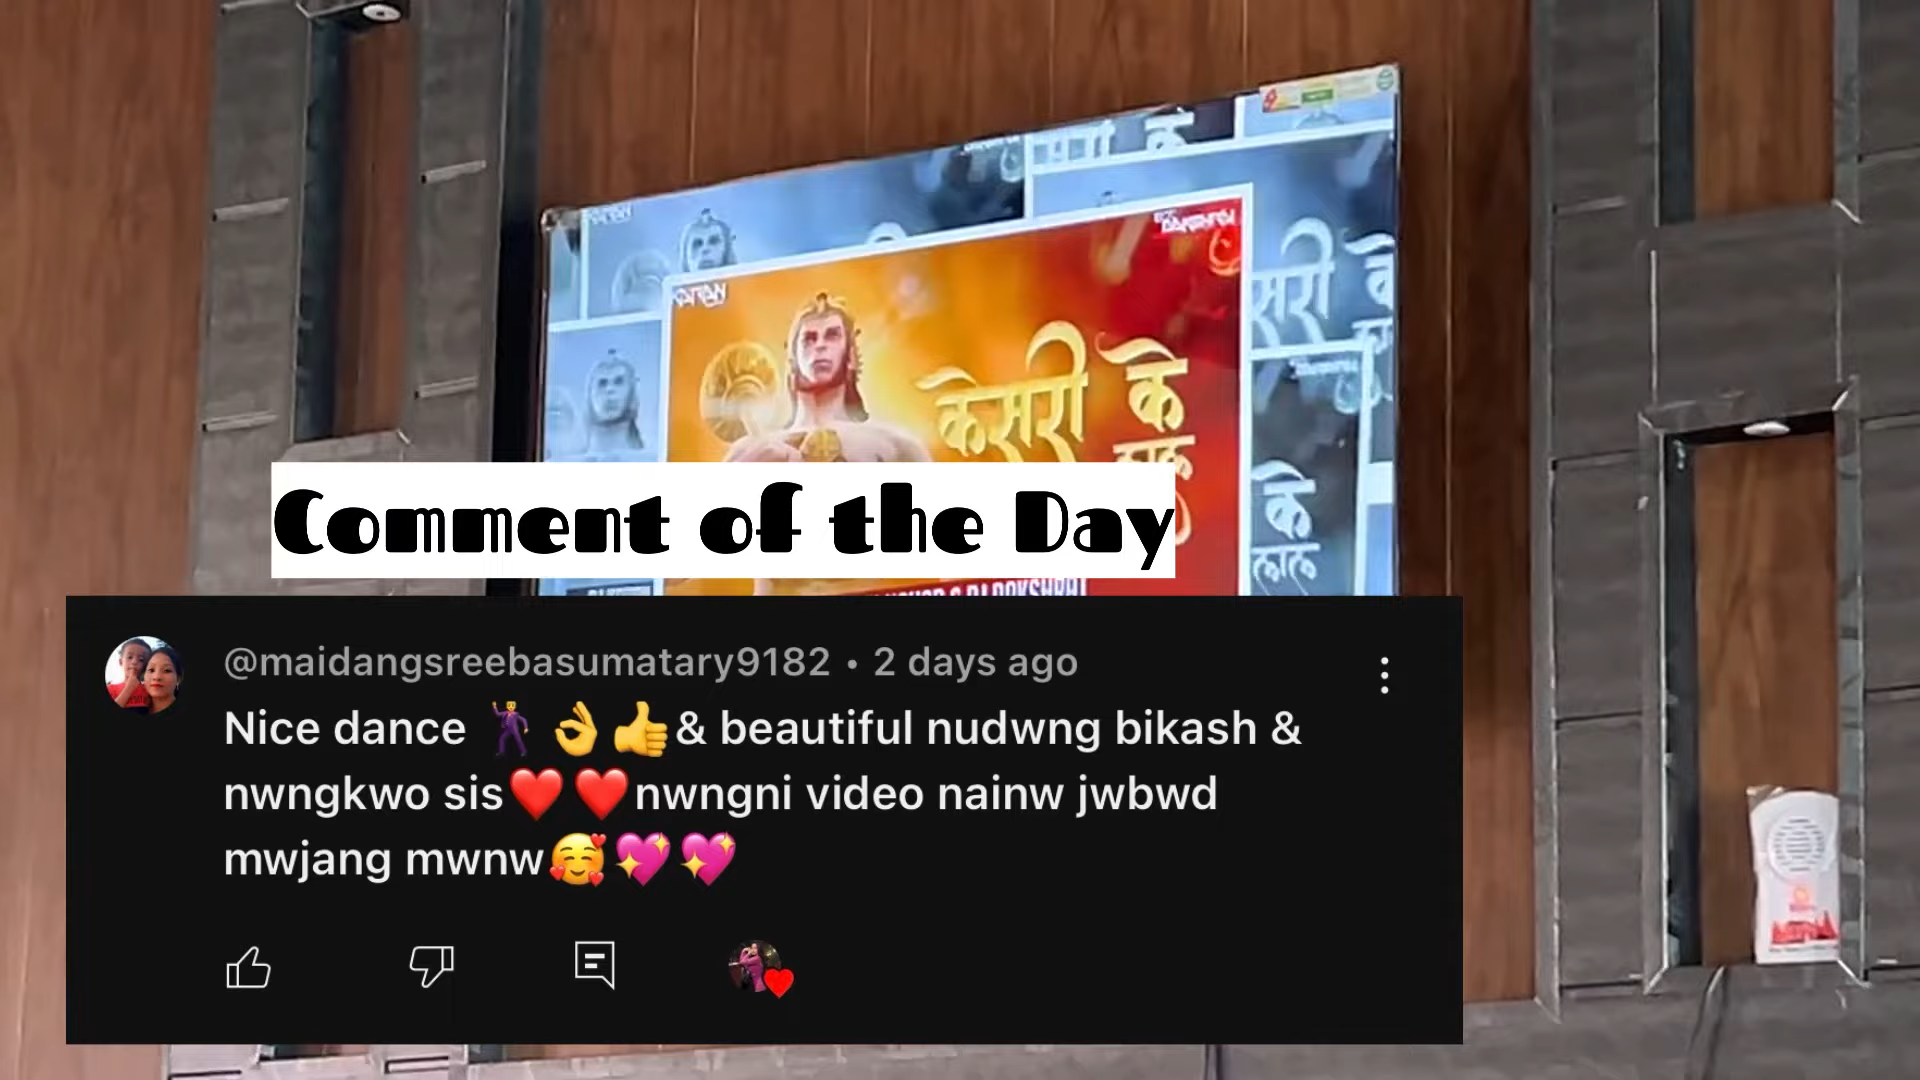 केसरी के
लाल
Comment of the Day
@maidangsreebasumatary9182 • 2 days ago
Nice dance 🕺👌👍& beautiful nudwng bikash &
nwngkwo sis❤️❤️nwngni video nainw jwbwd
mwjang mwnw🥰💖💖
सरी के
के
लाल